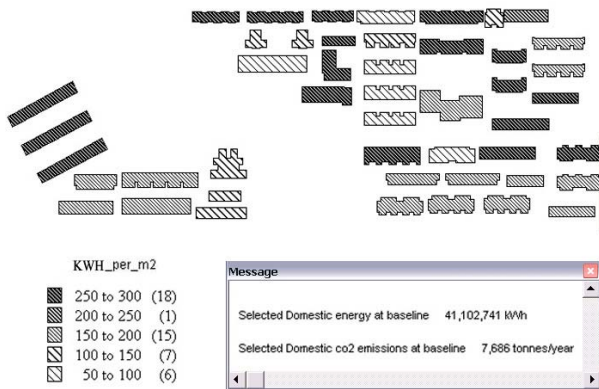 KWH_per_m2
250 to 300 (18)
200 to 250 (1)
150 to 200 (15)
100 to 150 (7)
50 to 100 (6)
Message
Selected Domestic energy at baseline 41,102,741 kWh
Selected Domestic co2 emissions at baseline 7,686 tonnes/year